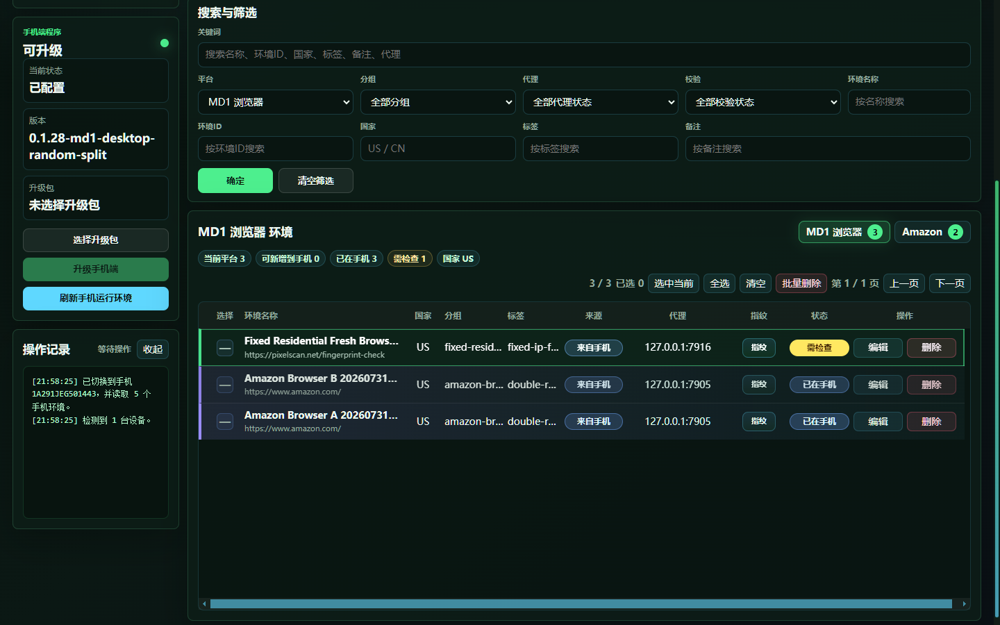 手机端程序
可升级
当前状态
已配置
版本
0.1.28-md1-desktop-
random-split
升级包
未选择升级包
选择升级包
升级手机端
刷新手机运行环境
操作记录
等待操作
收起
[21:58:25] 已切换到手机
1A291JEG501443，并读取 5 个
手机环境。
[21:58:25] 检测到 1 台设备。
搜索与筛选
关键词
搜索名称、环境ID、国家、标签、备注、代理
平台 分组 代理 校验 环境名称
MD1 浏览器 全部分组 全部代理状态 全部校验状态 按名称搜索
环境ID 国家 标签 备注
按环境ID搜索 US / CN 按标签搜索 按备注搜索
确定 清空筛选
MD1 浏览器 环境 MD1 浏览器 3 Amazon 2
当前平台 3 可新增到手机 0 已在手机 3 需检查 1 国家 US
3 / 3 已选 0 选中当前 全选 清空 批量删除 第 1 / 1 页 上一页 下一页
选择 环境名称 国家 分组 标签 来源 代理 指纹 状态 操作
Fixed Residential Fresh Brows... US fixed-resid... fixed-ip-f... 来自手机 127.0.0.1:7916 指纹 需检查 编辑 删除
https://pixelscan.net/fingerprint-check
Amazon Browser B 20260731... US amazon-br... double-r... 来自手机 127.0.0.1:7905 指纹 已在手机 编辑 删除
https://www.amazon.com/
Amazon Browser A 20260731... US amazon-br... double-r... 来自手机 127.0.0.1:7905 指纹 已在手机 编辑 删除
https://www.amazon.com/